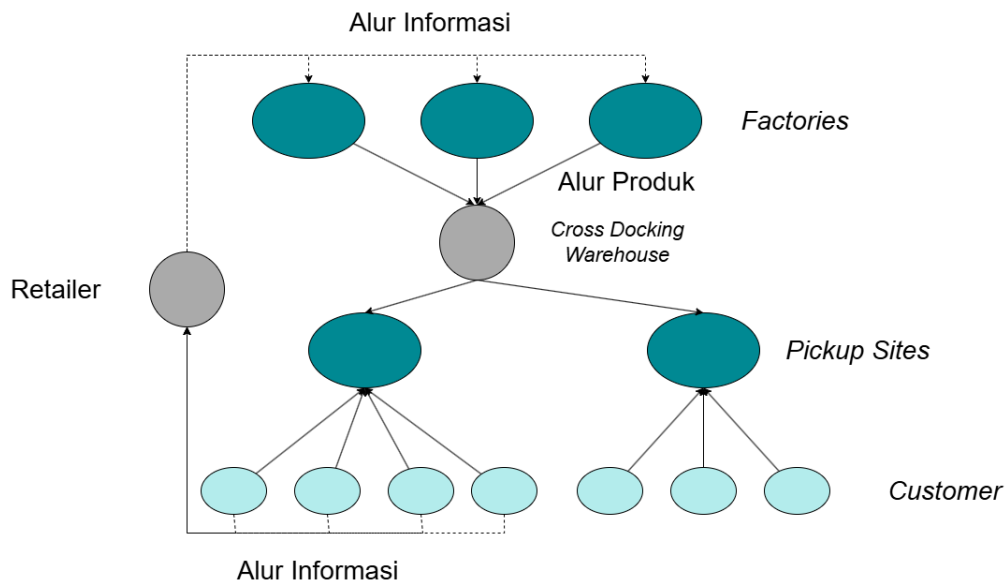 Alur Informasi
Factories
Alur Produk
Cross Docking
Warehouse
Retailer
Pickup Sites
Customer
Alur Informasi